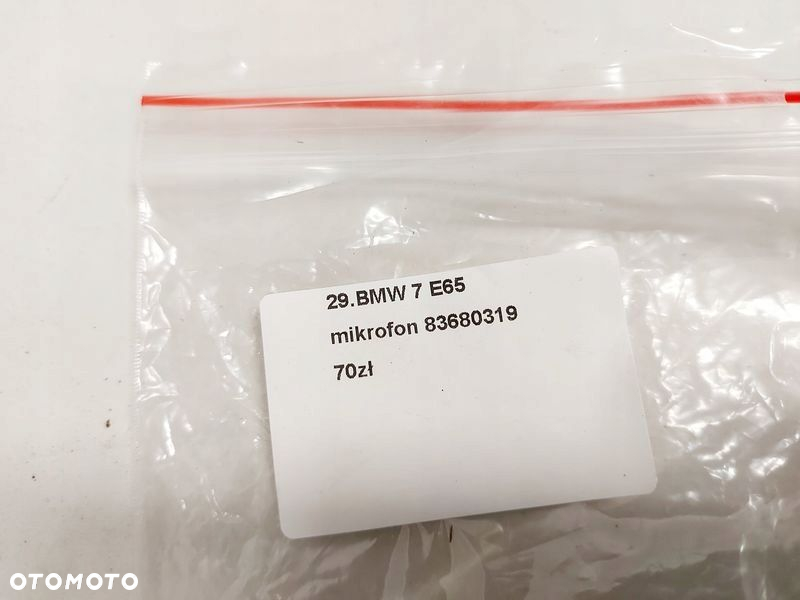 29.BMW 7 E65
mikrofon 83680319
70zł
OTOMOTO